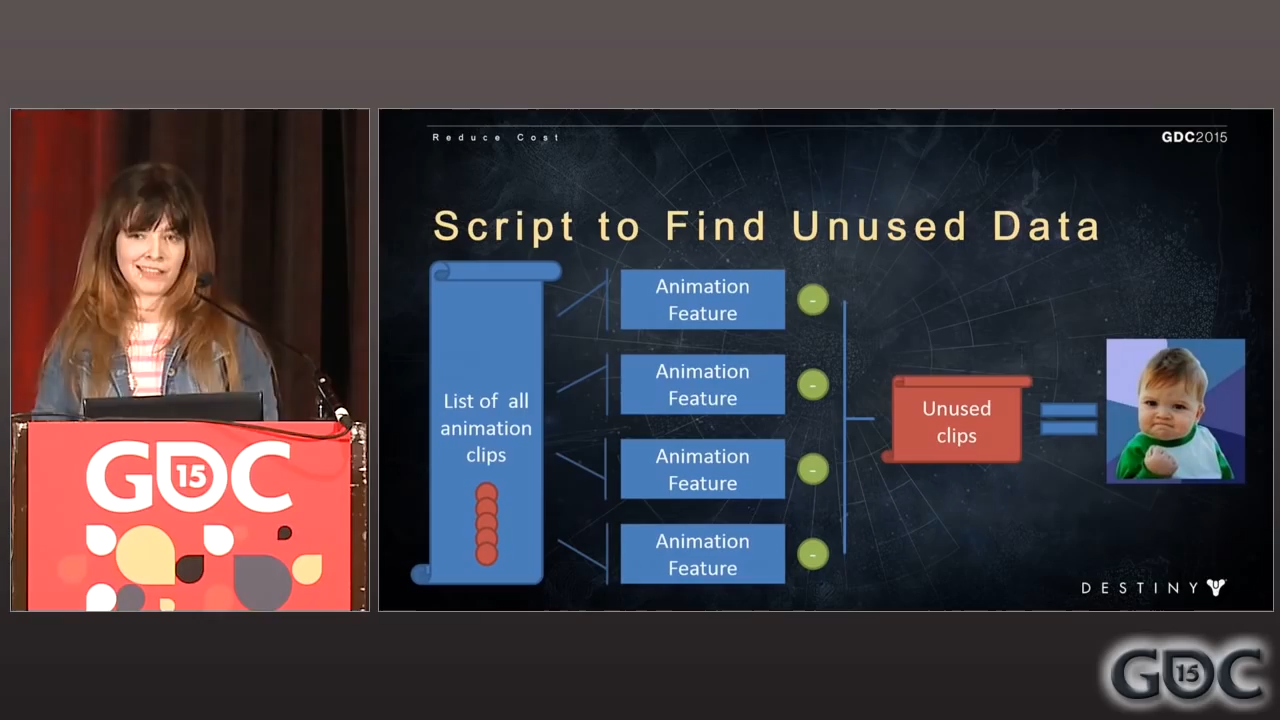 Reduce Cost
GDC2015
Script to Find Unused Data
List of all
animation
clips
Animation
Feature
-
Animation
Feature
-
Animation
Feature
-
Animation
Feature
-
Unused
clips
DESTINY
GDC
15
GDC
15